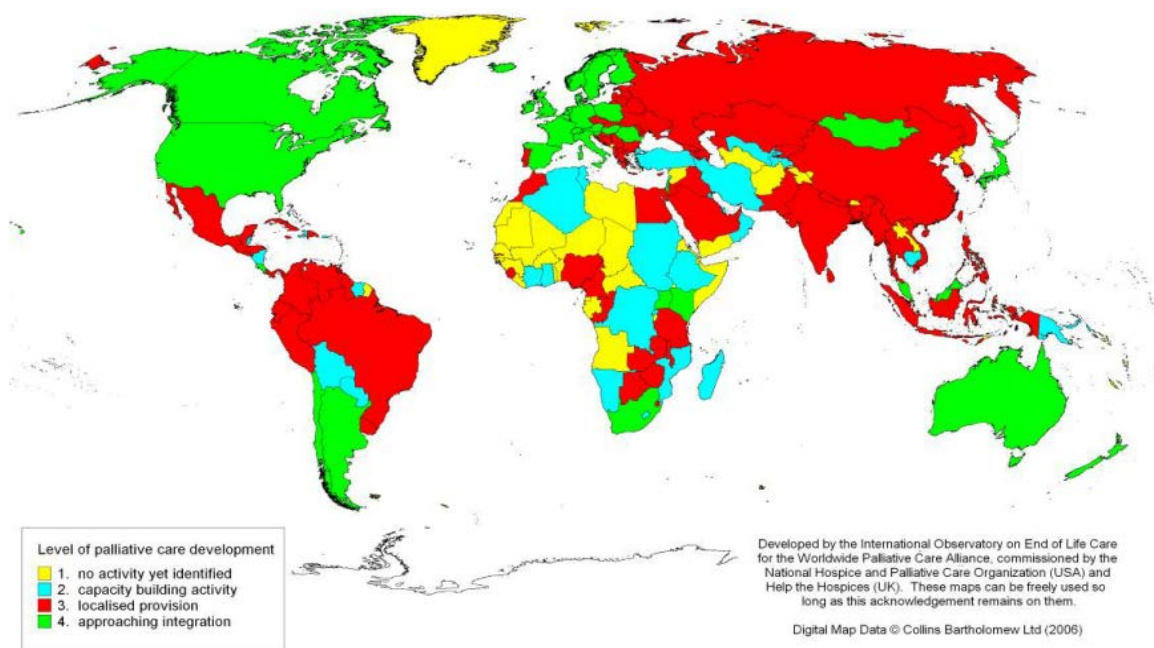 Level of palliative care development
1. no activity yet identified
2. capacity building activity
3. localised provision
4. approaching integration
Developed by the International Observatory on End of Life Care
for the Worldwide Palliative Care Alliance, commissioned by the
National Hospice and Palliative Care Organization (USA) and
Help the Hospices (UK). These maps can be freely used so
long as this acknowledgement remains on them.
Digital Map Data © Collins Bartholomew Ltd (2006)